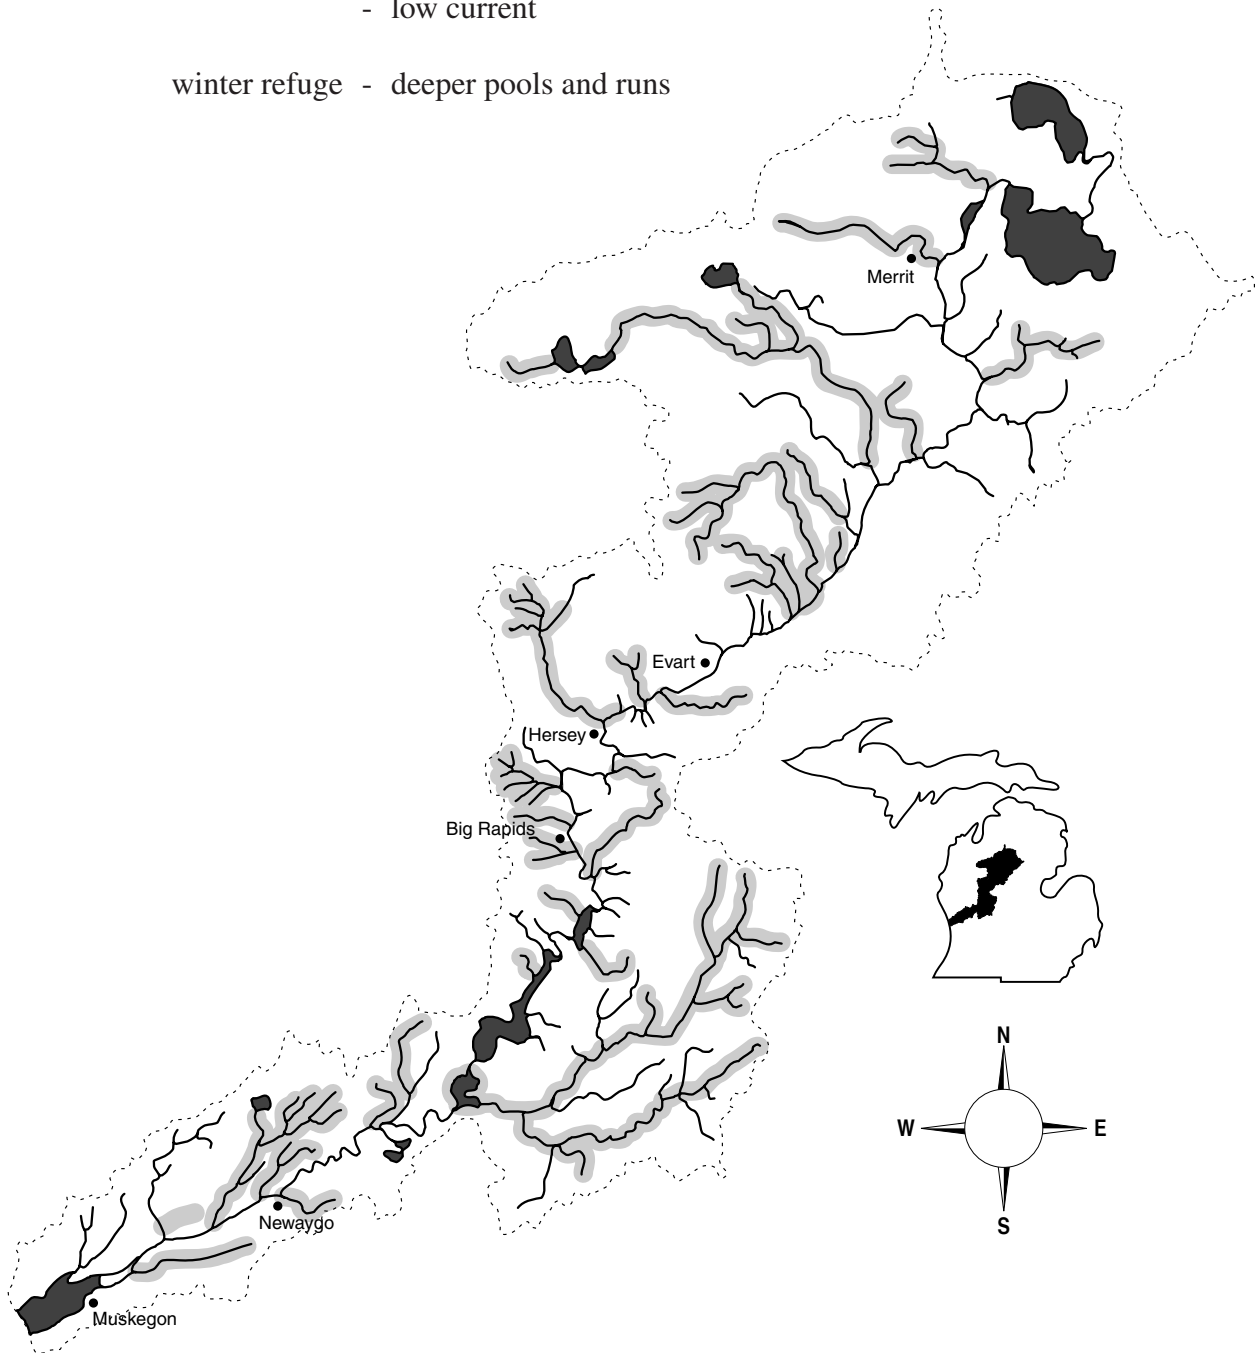 - low current
winter refuge - deeper pools and runs
Merrit
Evart
Hersey
Big Rapids
N
W
E
S
Newaygo
Muskegon